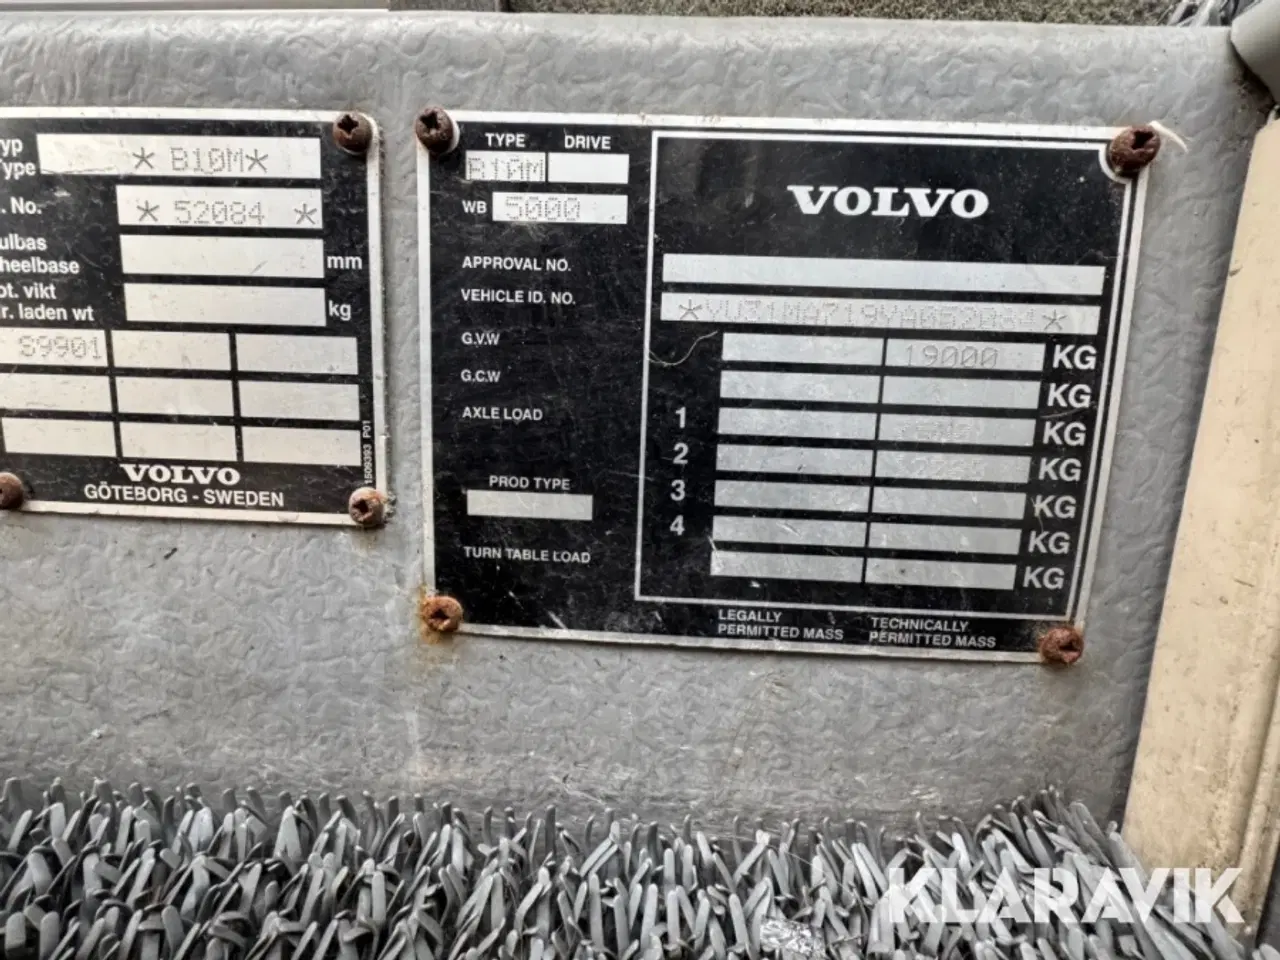 yp
Type
* B10M*
. No.
* 52084 *
ulbas
heelbase
mm
ot. vikt
r. laden wt
kg
S9901
VOLVO
GÖTEBORG - SWEDEN
1609393 P01
TYPE DRIVE
B10M
WB 5000
VOLVO
APPROVAL NO.
VEHICLE ID. NO.
G.V.W 19000 KG
G.C.W KG
AXLE LOAD 1 KG
2 KG
3 KG
PROD TYPE
4 KG
TURN TABLE LOAD KG
LEGALLY
PERMITTED MASS
TECHNICALLY
PERMITTED MASS
KLARAVIK